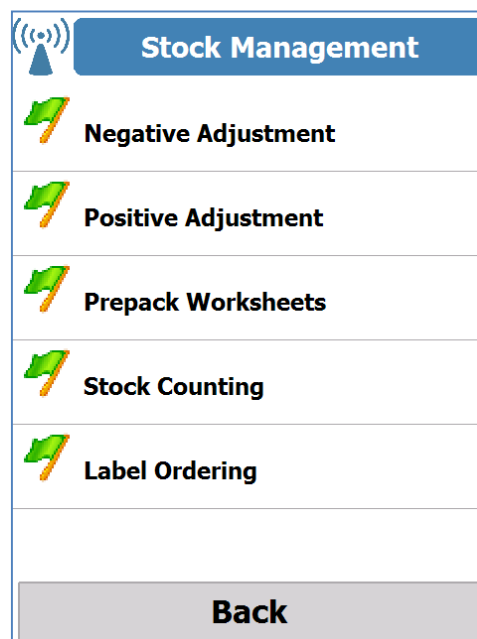 Stock Management
Negative Adjustment
Positive Adjustment
Prepack Worksheets
Stock Counting
Label Ordering
Back